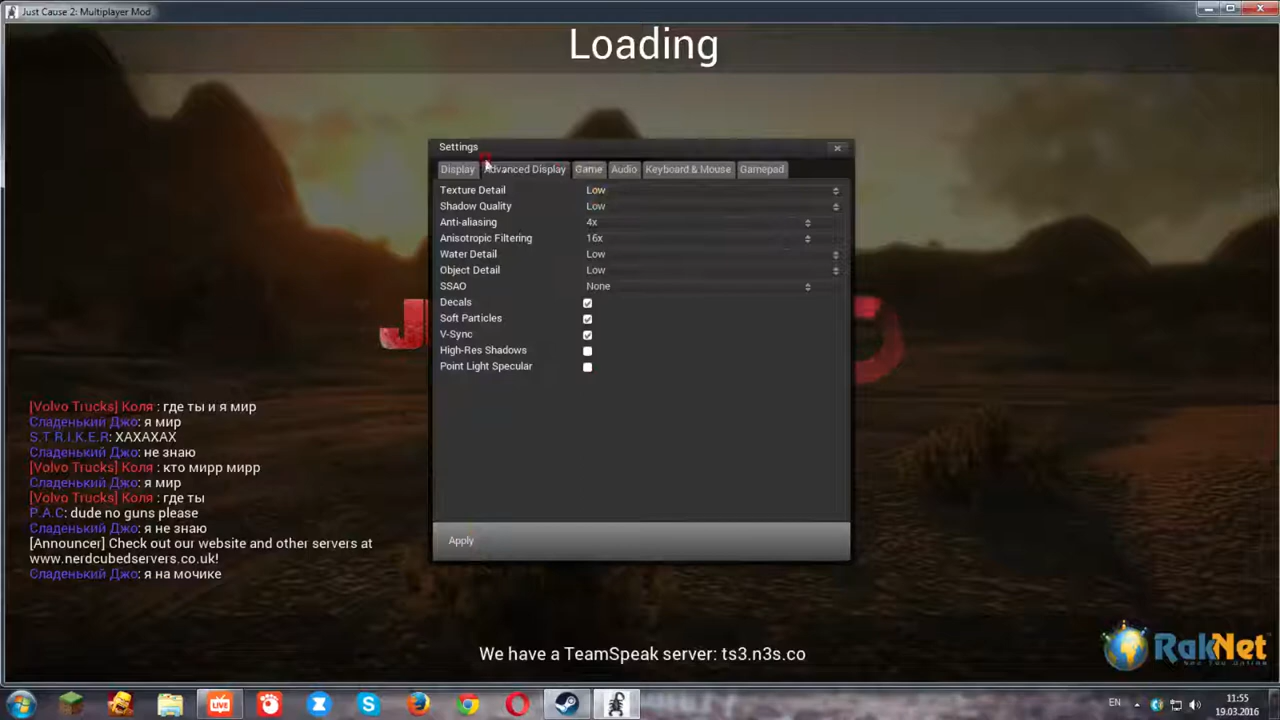 Just Cause 2: Multiplayer Mod
Loading
Settings
Display Advanced Display Game Audio Keyboard & Mouse Gamepad
Texture Detail Low
Shadow Quality Low
Anti-aliasing 4x
Anisotropic Filtering 16x
Water Detail Low
Object Detail Low
SSAO None
Decals
Soft Particles
V-Sync
High-Res Shadows
Point Light Specular
Apply
[Volvo Trucks] Коля : где ты и я мир
Сладенький Джо: я мир
S.T.R.I.K.E.R: ХАХАХАХ
Сладенький Джо: не знаю
[Volvo Trucks] Коля : кто мирр мирр
Сладенький Джо: я мир
[Volvo Trucks] Коля : где ты
P.A.C: dude no guns please
Сладенький Джо: я не знаю
[Announcer] Check out our website and other servers at
www.nerdcubedservers.co.uk!
Сладенький Джо: я на мочике
We have a TeamSpeak server: ts3.n3s.co
RakNet
LIVE
EN
11:55
19.03.2016